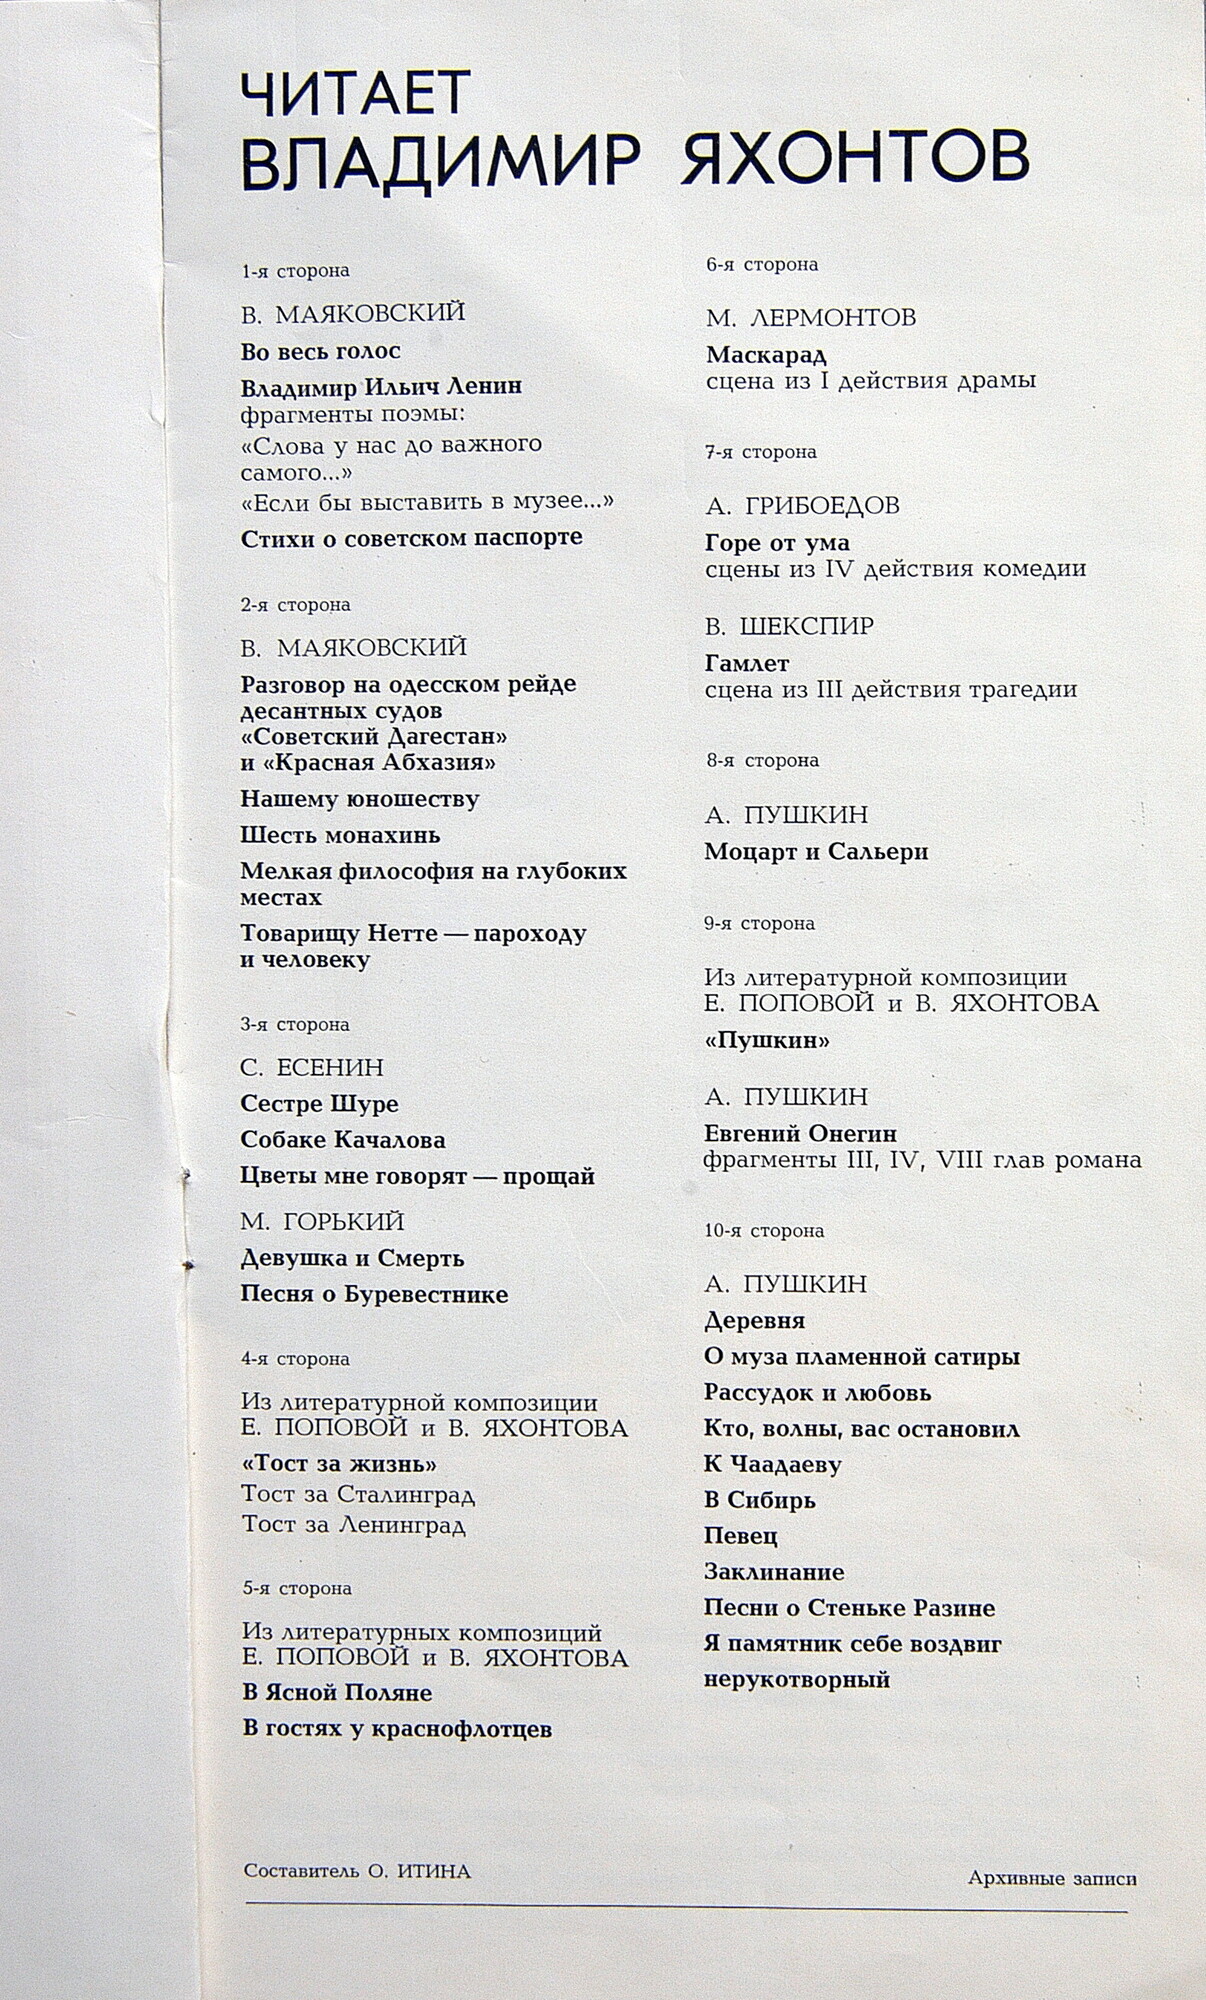 ЧИТАЕТ
ВЛАДИМИР ЯХОНТОВ
1-я сторона
В. МАЯКОВСКИЙ
Во весь голос
Владимир Ильич Ленин
фрагменты поэмы:
«Слова у нас до важного
самого...»
«Если бы выставить в музее...»
Стихи о советском паспорте
2-я сторона
В. МАЯКОВСКИЙ
Разговор на одесском рейде
десантных судов
«Советский Дагестан»
и «Красная Абхазия»
Нашему юношеству
Шесть монахинь
Мелкая философия на глубоких
местах
Товарищу Нетте — пароходу
и человеку
3-я сторона
С. ЕСЕНИН
Сестре Шуре
Собаке Качалова
Цветы мне говорят — прощай
М. ГОРЬКИЙ
Девушка и Смерть
Песня о Буревестнике
4-я сторона
Из литературной композиции
Е. ПОПОВОЙ и В. ЯХОНТОВА
«Тост за жизнь»
Тост за Сталинград
Тост за Ленинград
5-я сторона
Из литературных композиций
Е. ПОПОВОЙ и В. ЯХОНТОВА
В Ясной Поляне
В гостях у краснофлотцев
6-я сторона
М. ЛЕРМОНТОВ
Маскарад
сцена из I действия драмы
7-я сторона
А. ГРИБОЕДОВ
Горе от ума
сцены из IV действия комедии
В. ШЕКСПИР
Гамлет
сцена из III действия трагедии
8-я сторона
А. ПУШКИН
Моцарт и Сальери
9-я сторона
Из литературной композиции
Е. ПОПОВОЙ и В. ЯХОНТОВА
«Пушкин»
А. ПУШКИН
Евгений Онегин
фрагменты III, IV, VIII глав романа
10-я сторона
А. ПУШКИН
Деревня
О муза пламенной сатиры
Рассудок и любовь
Кто, волны, вас остановил
К Чаадаеву
В Сибирь
Певец
Заклинание
Песни о Стеньке Разине
Я памятник себе воздвиг
нерукотворный
Составитель О. ИТИНА
Архивные записи